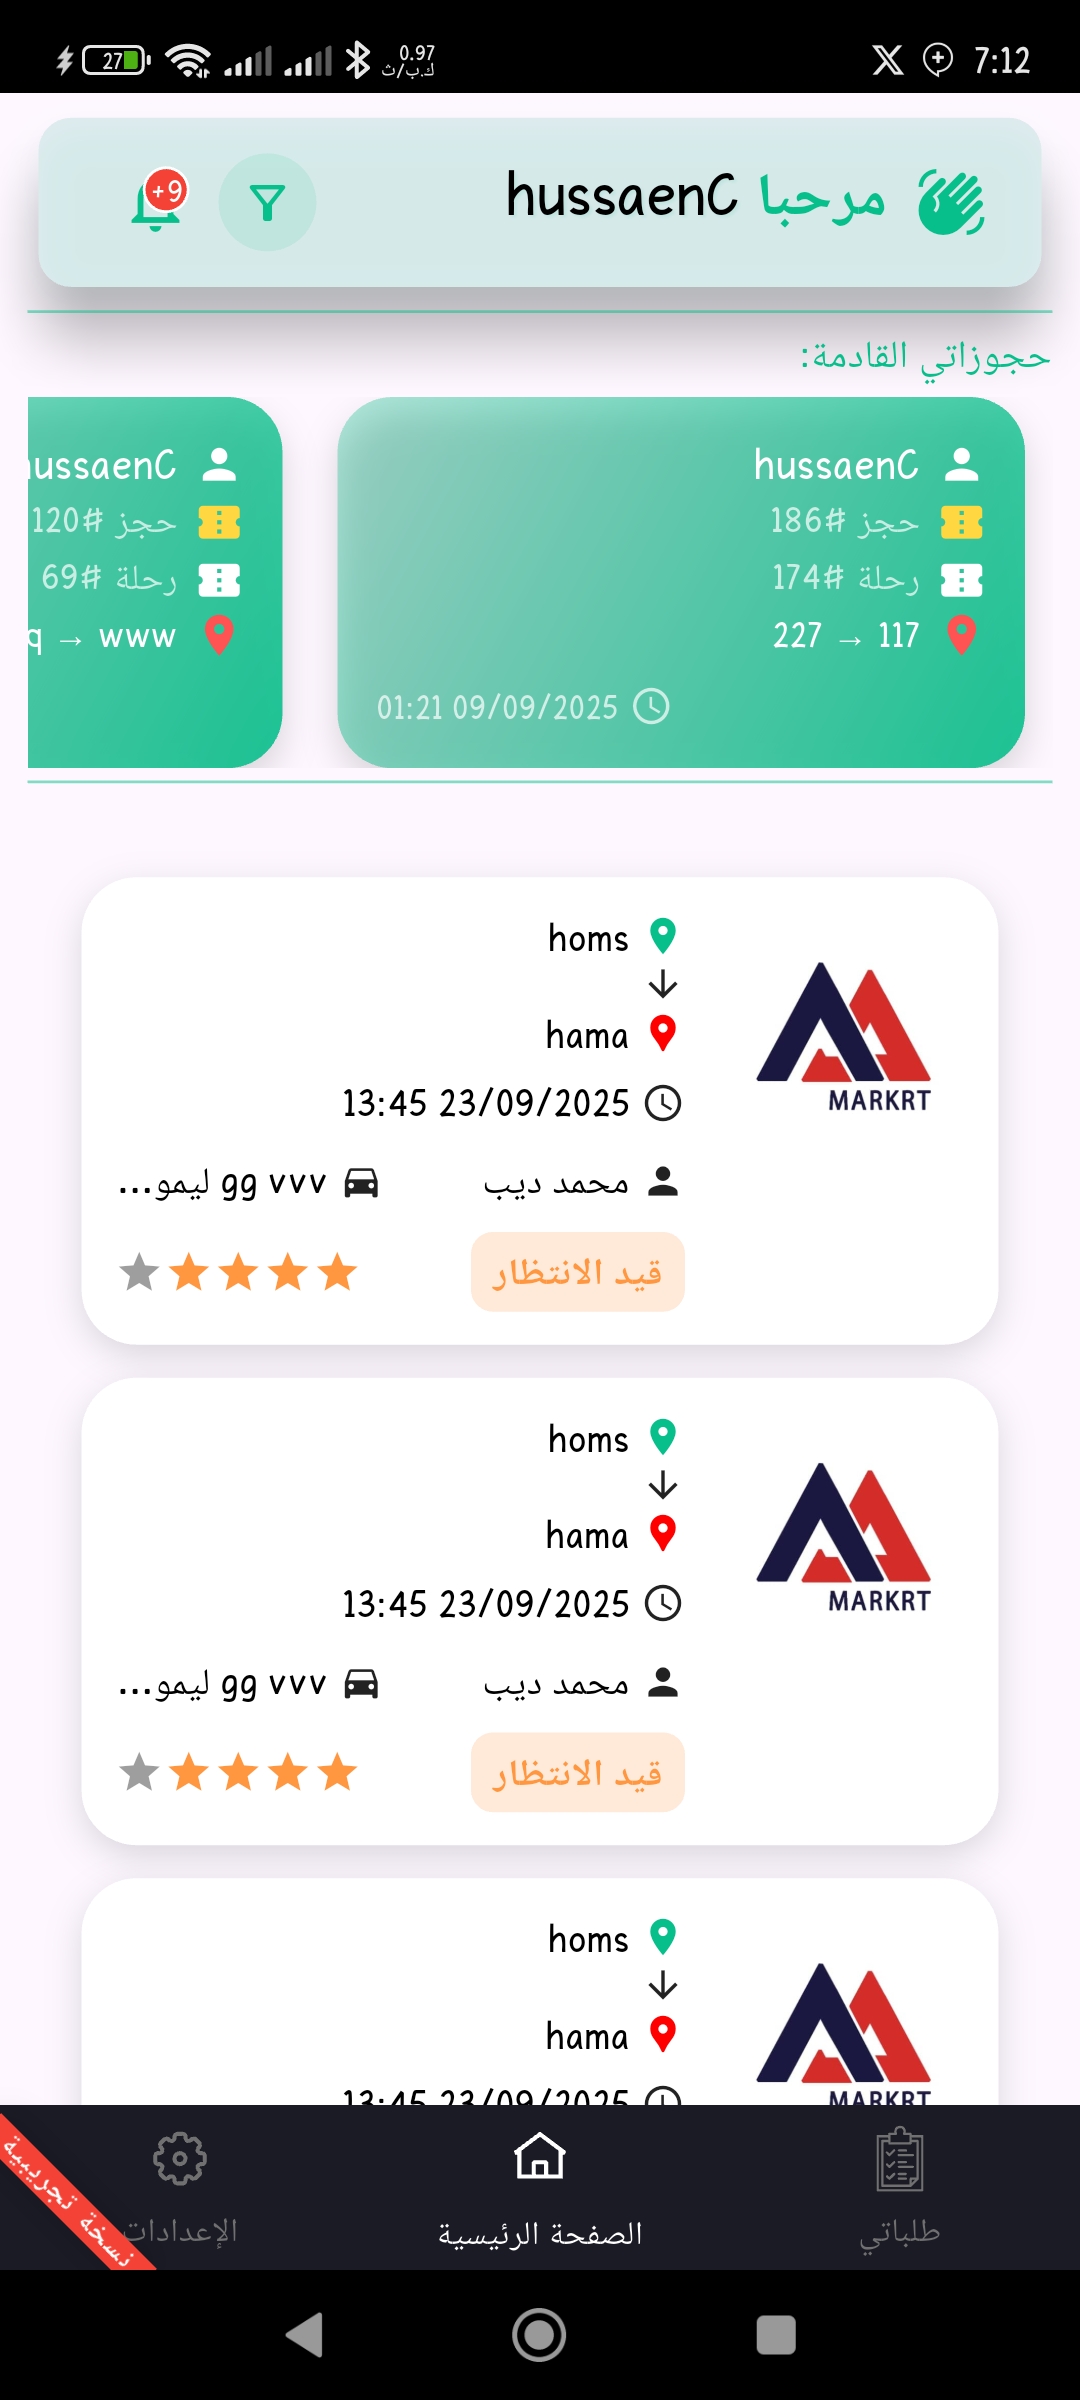 7:12
0.97
ك.ب/ث
27
مرحبا hussaenC
+9
حجوزاتي القادمة:
hussaenC
حجز #186
رحلة #174
117 → 227
01:21 09/09/2025
hussaenC
حجز #120
رحلة #69
www → q
MARKRT
homs
hama
13:45 23/09/2025
محمد ديب
gg vvv ليمو...
قيد الانتظار
MARKRT
homs
hama
13:45 23/09/2025
محمد ديب
gg vvv ليمو...
قيد الانتظار
MARKRT
homs
hama
13:45 23/09/2025
طلباتي
الصفحة الرئيسية
الإعدادات
نسخة تجريبية